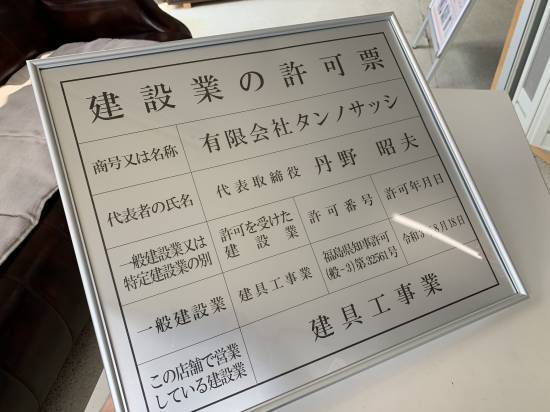 建設業の許可票
商号又は名称
有限会社タンノサッシ
代表者の氏名
代表取締役 丹野 昭夫
一般建設業又は
特定建設業の別
許可を受けた
建設業
許可番号
許可年月日
一般建設業
建具工事業
福島県知事許可
(般-3)第32561号
8月18日
この店舗で営業
している建設業
建具工事業